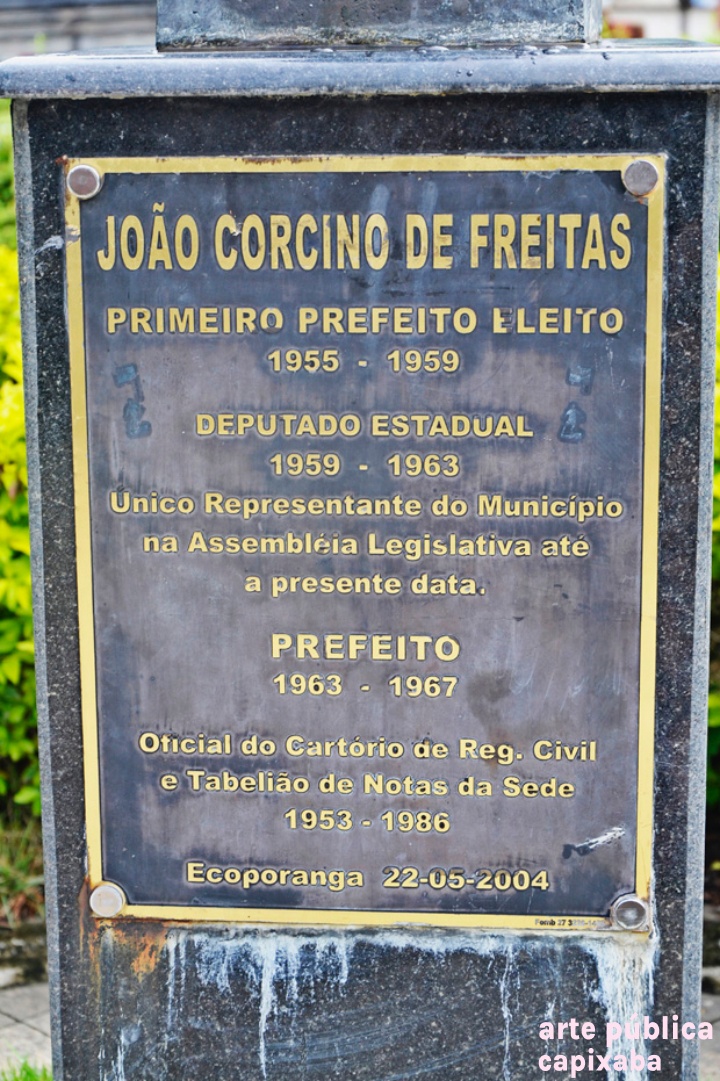 JOÃO CORCINO DE FREITAS
PRIMEIRO PREFEITO ELEITO
1955 - 1959
DEPUTADO ESTADUAL
1959 - 1963
Único Representante do Município
na Assembléia Legislativa até
a presente data.
PREFEITO
1963 - 1967
Oficial do Cartório de Reg. Civil
e Tabelião de Notas da Sede
1953 - 1986
Ecoporanga 22-05-2004
arte pública
capixaba